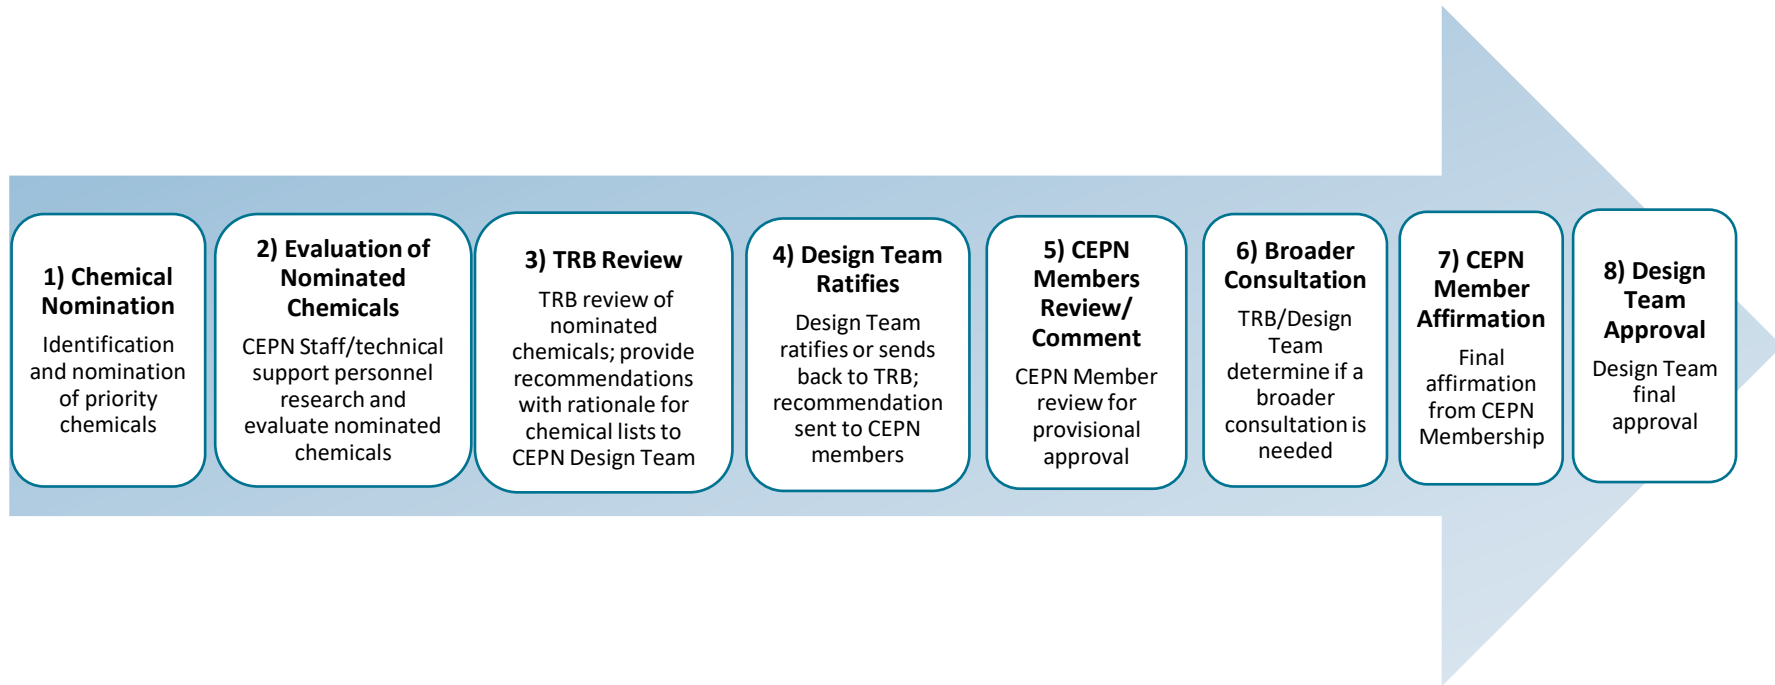 1) Chemical
Nomination
Identification
and nomination
of priority
chemicals
2) Evaluation of
Nominated
Chemicals
CEPN Staff/technical
support personnel
research and
evaluate nominated
chemicals
3) TRB Review
TRB review of
nominated
chemicals; provide
recommendations
with rationale for
chemical lists to
CEPN Design Team
4) Design Team
Ratifies
Design Team
ratifies or sends
back to TRB;
recommendation
sent to CEPN
members
5) CEPN
Members
Review/
Comment
CEPN Member
review for
provisional
approval
6) Broader
Consultation
TRB/Design
Team
determine if a
broader
consultation is
needed
7) CEPN
Member
Affirmation
Final
affirmation
from CEPN
Membership
8) Design
Team
Approval
Design Team
final
approval